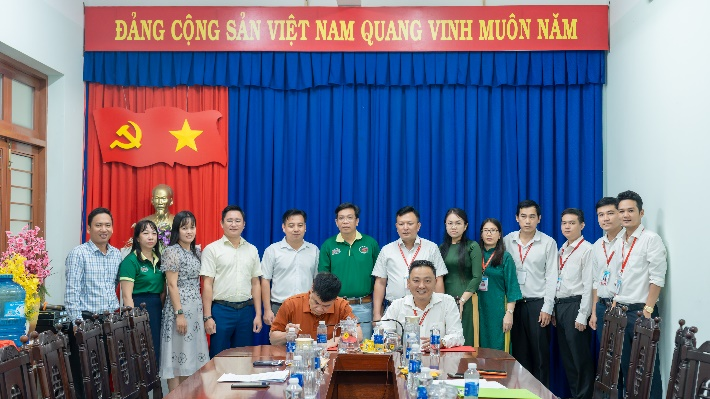 ĐẢNG CỘNG SẢN VIỆT NAM QUANG VINH MUÔN NĂM